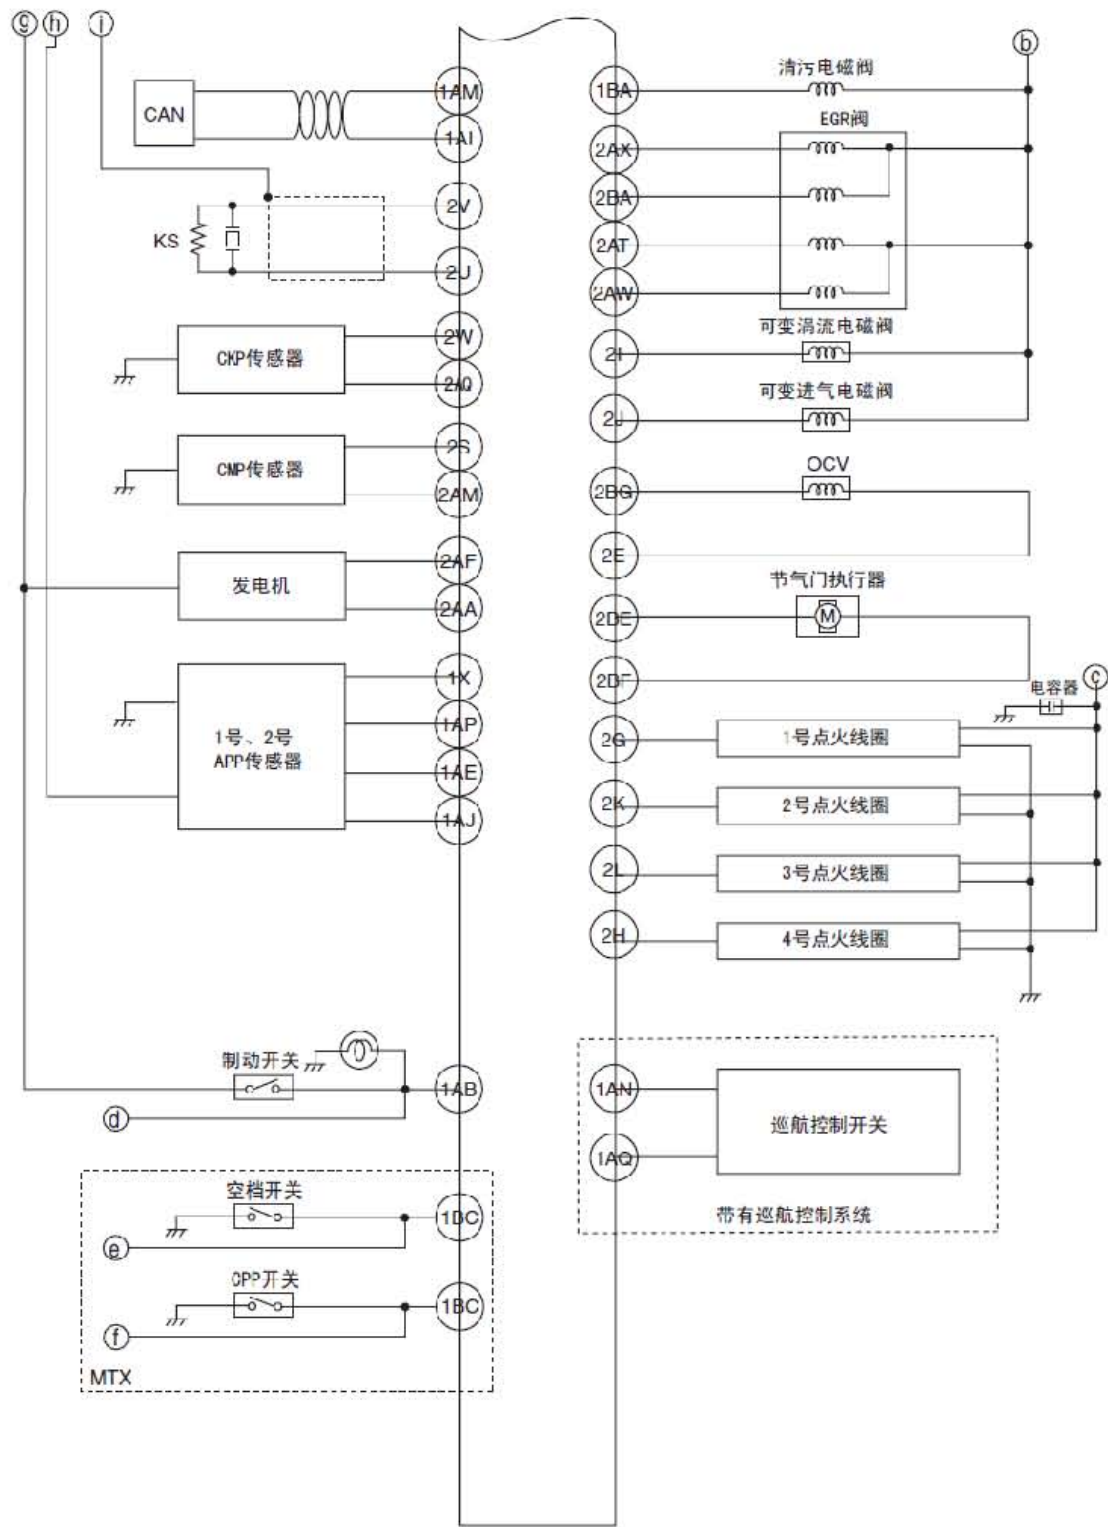 g h i
b
清污电磁阀
CAN
1AM
1BA
EGR阀
1AI
2AX
2BA
2V
KS
2AT
2U
2AW
可变涡流电磁阀
2W
CKP传感器
2I
2AQ
可变进气电磁阀
2J
2S
CMP传感器
OCV
2AM
2BG
2AF
2E
发电机
节气门执行器
2AA
2DE
M
1X
2DF
c
电容器
1AP
1号、2号
APP传感器
2G
1号点火线圈
1AE
2K
2号点火线圈
1AJ
2L
3号点火线圈
2H
4号点火线圈
制动开关
1AB
1AN
d
巡航控制开关
1AQ
空档开关
1BC
带有巡航控制系统
e
CPP开关
1BC
f
MTX